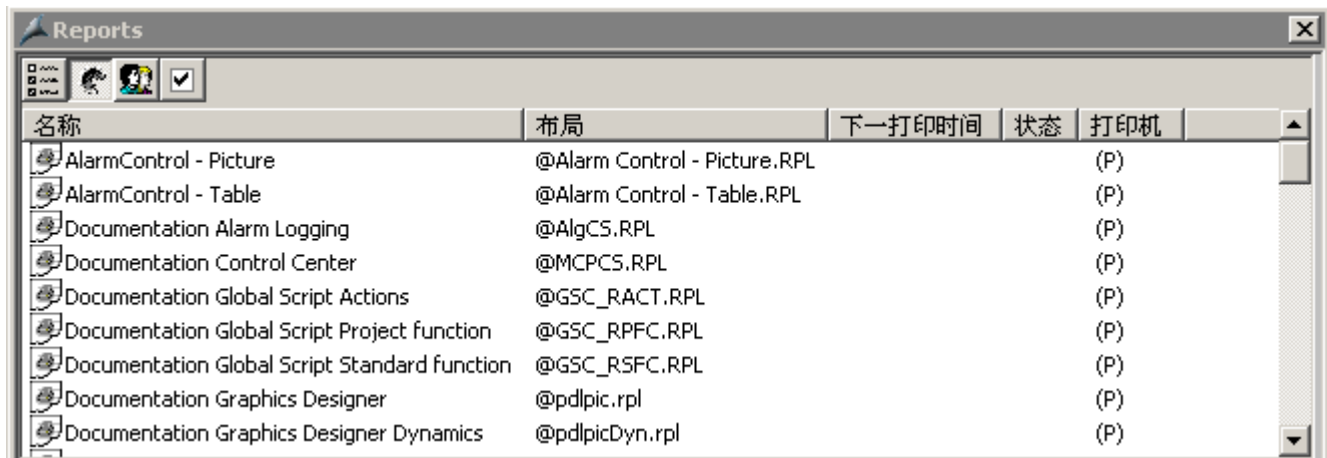 Reports
名称 布局 下一打印时间 状态 打印机
AlarmControl - Picture @Alarm Control - Picture.RPL (P)
AlarmControl - Table @Alarm Control - Table.RPL (P)
Documentation Alarm Logging @AlgCS.RPL (P)
Documentation Control Center @MCPCS.RPL (P)
Documentation Global Script Actions @GSC_RACT.RPL (P)
Documentation Global Script Project function @GSC_RPFC.RPL (P)
Documentation Global Script Standard function @GSC_RSFC.RPL (P)
Documentation Graphics Designer @pdlpic.rpl (P)
Documentation Graphics Designer Dynamics @pdlpicDyn.rpl (P)